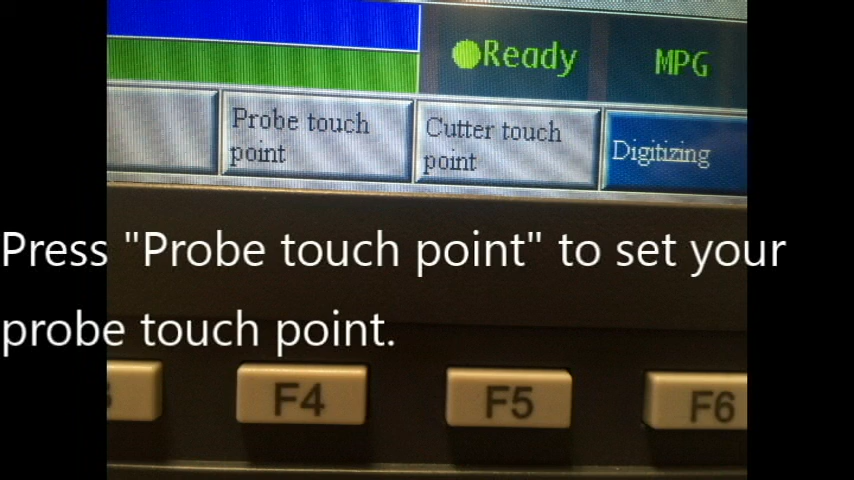 Ready
MPG
Probe touch
point
Cutter touch
point
Digitizing
Press "Probe touch point" to set your
probe touch point.
F4
F5
F6